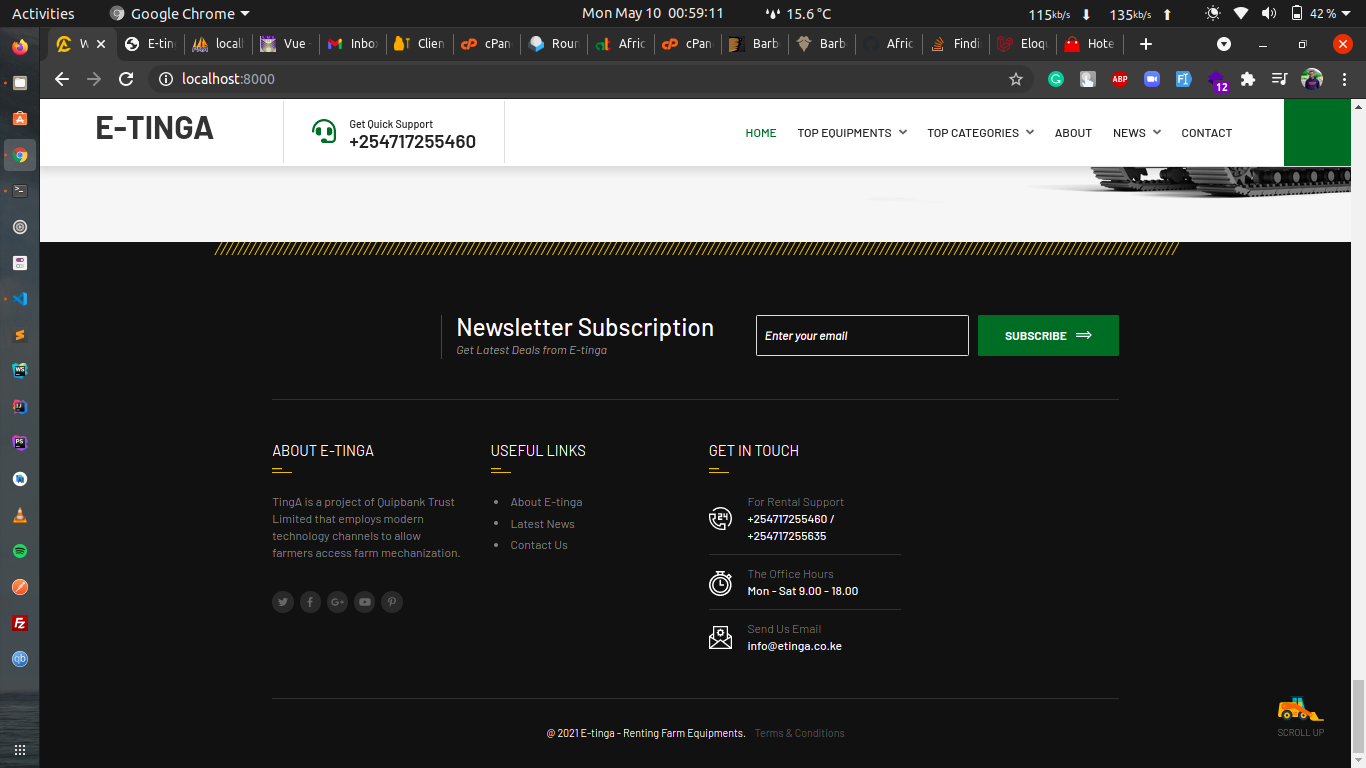 Activities
Google Chrome
Mon May 10 00:59:11
15.6 °C
115kb/s
135kb/s
42 %
W
E-tin
local
Vue
Inbox
Clien
cPan
Roun
Afric
cPan
Barb
Barb
Afric
Findi
Eloq
Hote
localhost:8000
ABP
12
E-TINGA
Get Quick Support
+254717255460
HOME
TOP EQUIPMENTS
TOP CATEGORIES
ABOUT
NEWS
CONTACT
Newsletter Subscription
Get Latest Deals from E-tinga
Enter your email
SUBSCRIBE
ABOUT E-TINGA
TingA is a project of Quipbank Trust
Limited that employs modern
technology channels to allow
farmers access farm mechanization.
USEFUL LINKS
About E-tinga
Latest News
Contact Us
GET IN TOUCH
24
For Rental Support
+254717255460 /
+254717255635
The Office Hours
Mon - Sat 9.00 - 18.00
Send Us Email
info@etinga.co.ke
SCROLL UP
@ 2021 E-tinga - Renting Farm Equipments. Terms & Conditions